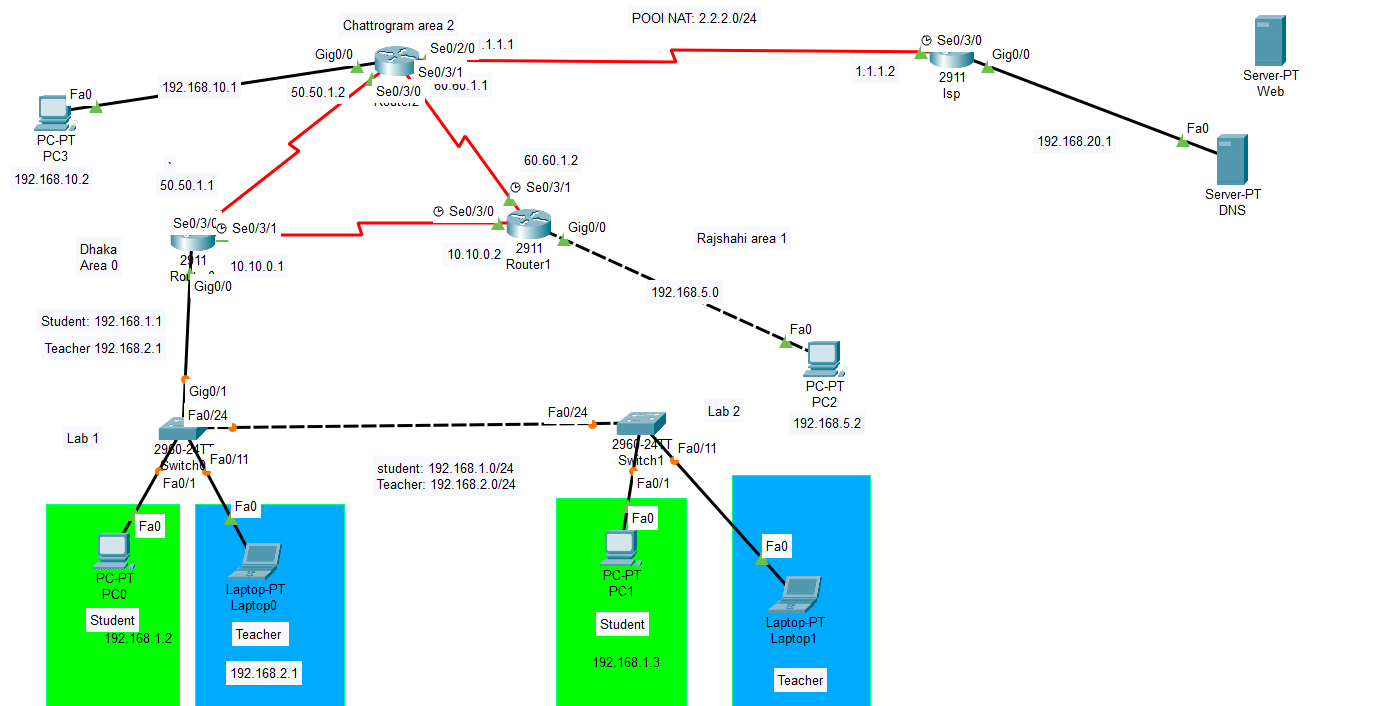 Chattrogram area 2
POOl NAT: 2.2.2.0/24
Se0/2/0
.1.1.1
Se0/3/0
Gig0/0
Gig0/0
Se0/3/1
60.60.1.1
1.1.1.2
2911
Isp
Server-PT
Web
Fa0
192.168.10.1
50.50.1.2
Se0/3/0
Router2
PC-PT
PC3
192.168.10.2
192.168.20.1
Fa0
Server-PT
DNS
60.60.1.2
50.50.1.1
Se0/3/1
Se0/3/0
Se0/3/1
Se0/3/0
Gig0/0
Dhaka
Area 0
2911
10.10.0.1
Gig0/0
10.10.0.2
2911
Router1
Rajshahi area 1
192.168.5.0
Student: 192.168.1.1
Teacher 192.168.2.1
Fa0
PC-PT
PC2
192.168.5.2
Gig0/1
Fa0/24
Fa0/24
Lab 1
Lab 2
2960-24TT
Switch0
Fa0/11
Fa0/1
2960-24TT
Switch1
Fa0/11
Fa0/1
student: 192.168.1.0/24
Teacher: 192.168.2.0/24
Fa0
Fa0
Fa0
Fa0
PC-PT
PC0
Student
192.168.1.2
Laptop-PT
Laptop0
Teacher
192.168.2.1
PC-PT
PC1
Student
192.168.1.3
Laptop-PT
Laptop1
Teacher